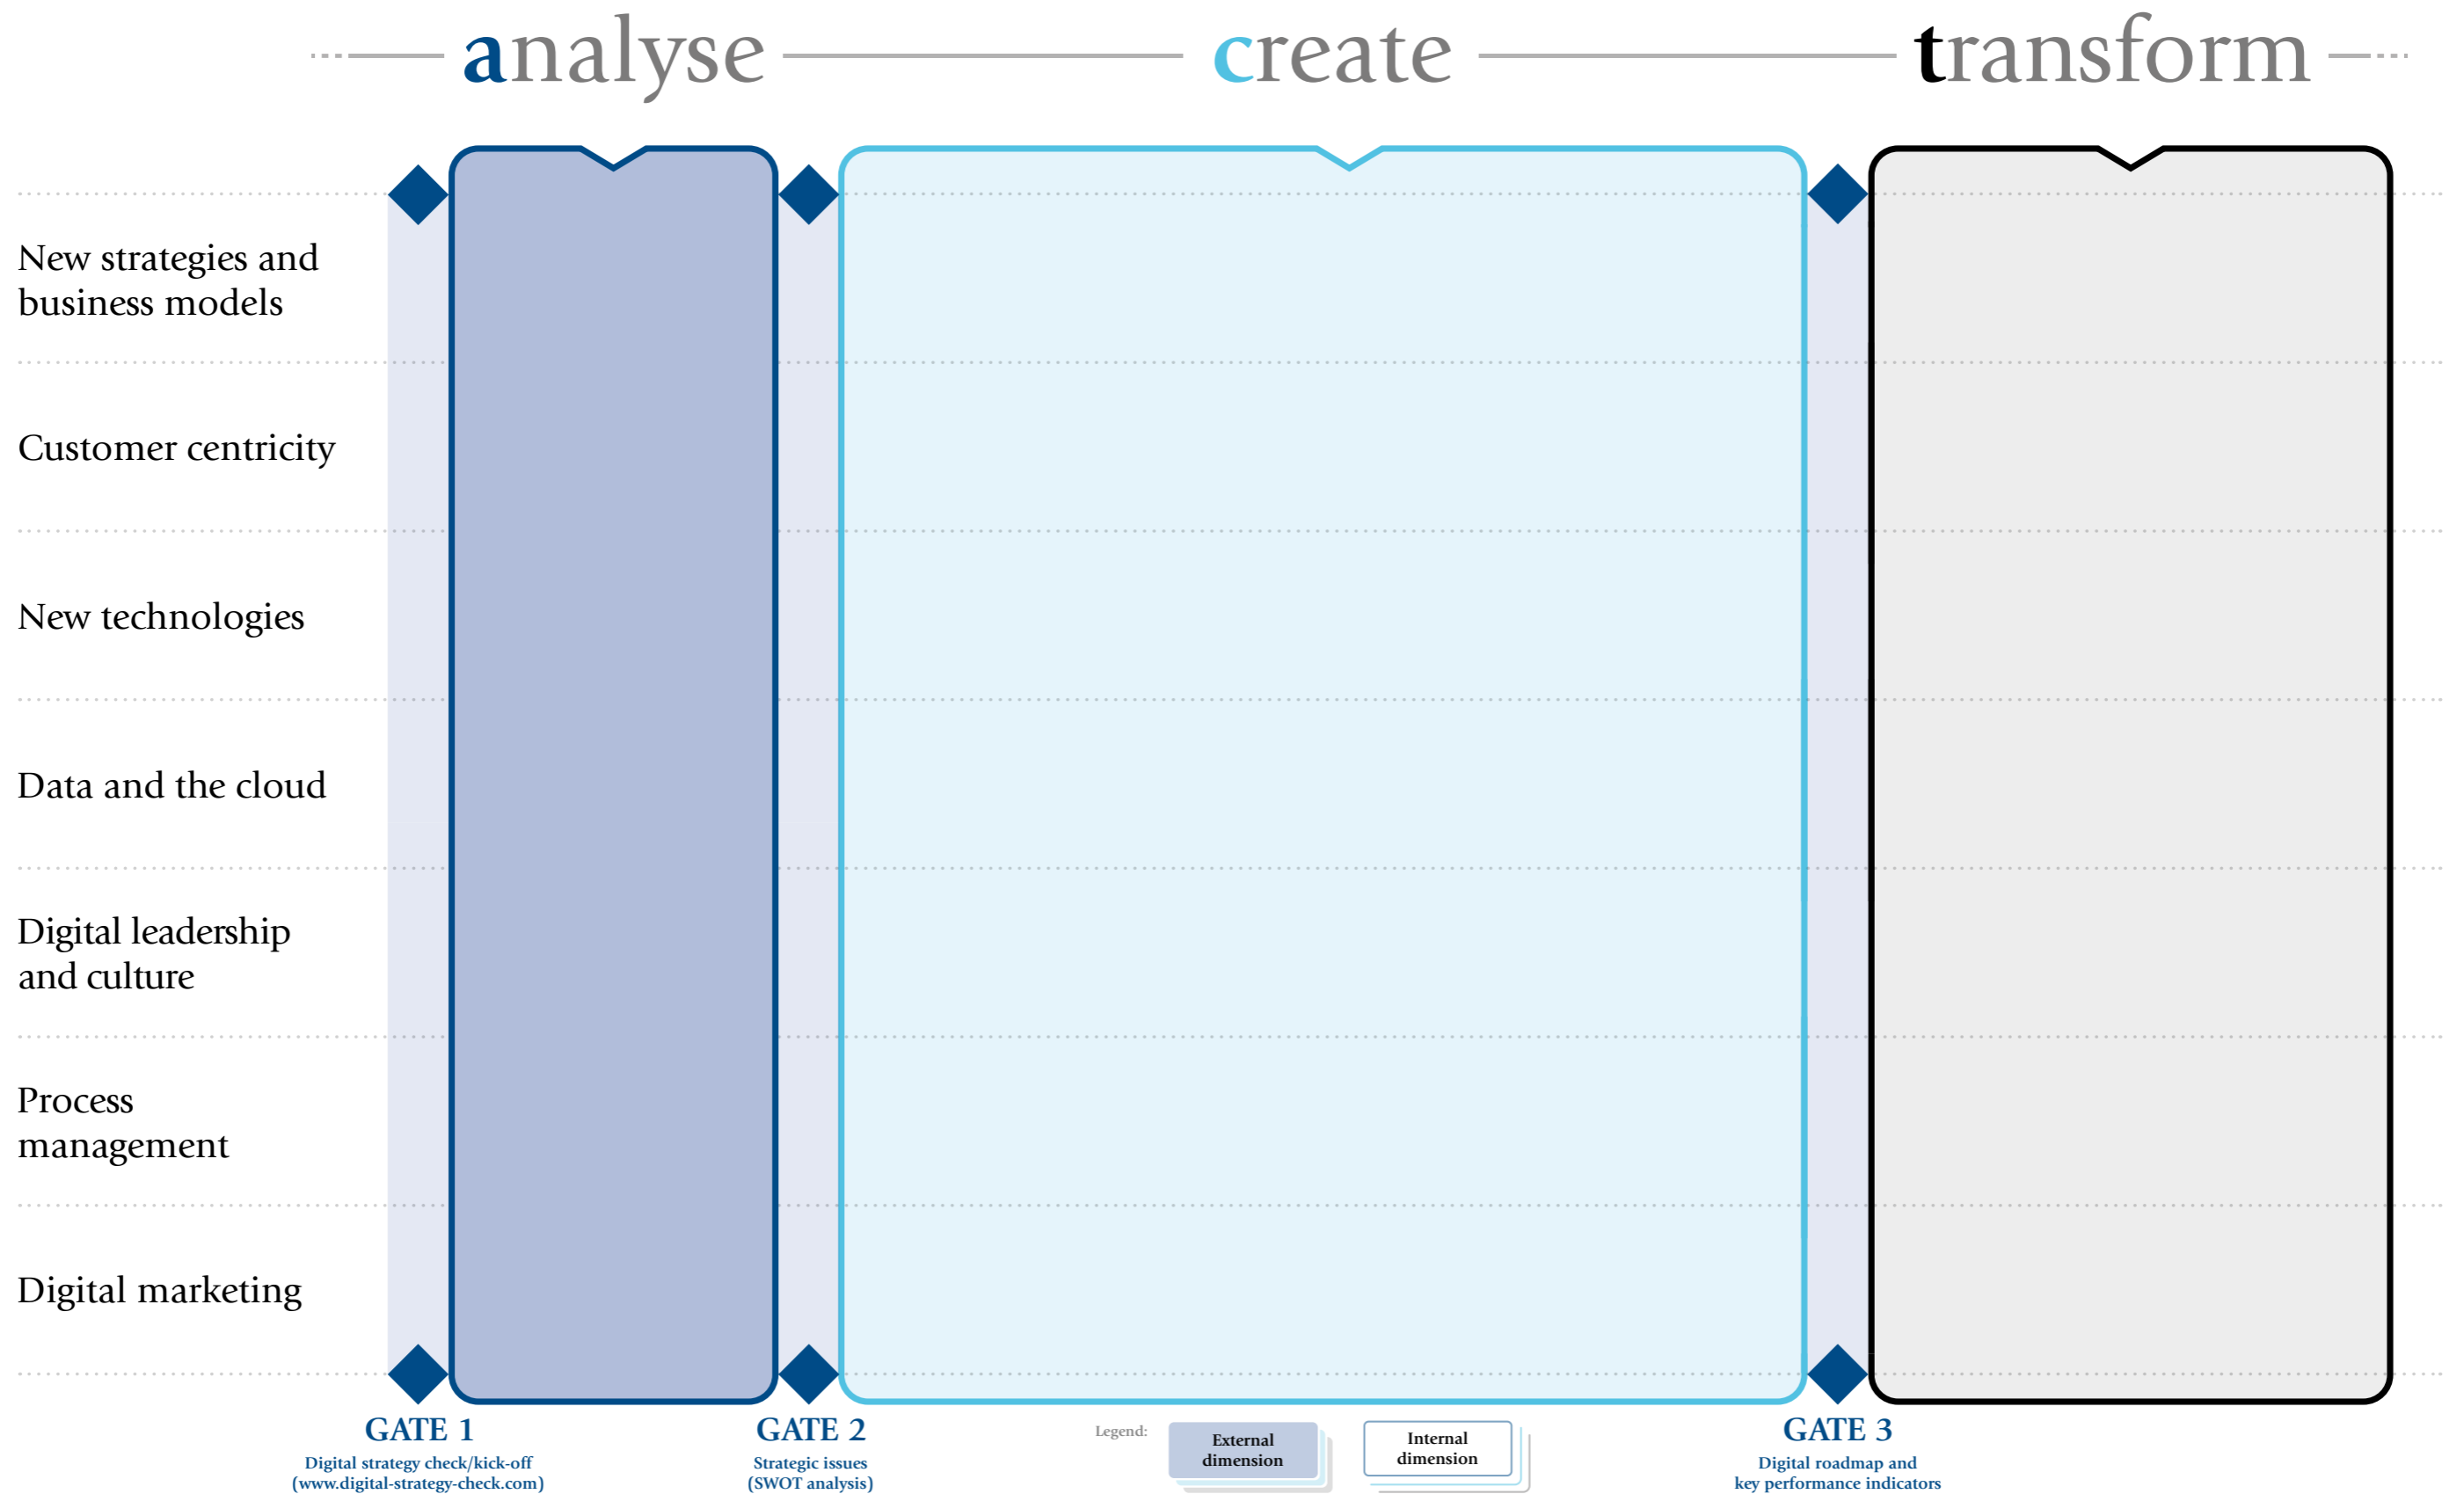 analyse
create
transform
New strategies and
business models
Customer centricity
New technologies
Data and the cloud
Digital leadership
and culture
Process
management
Digital marketing
GATE 1
Digital strategy check/kick-off
(www.digital-strategy-check.com)
GATE 2
Strategic issues
(SWOT analysis)
Legend:
External
dimension
Internal
dimension
GATE 3
Digital roadmap and
key performance indicators